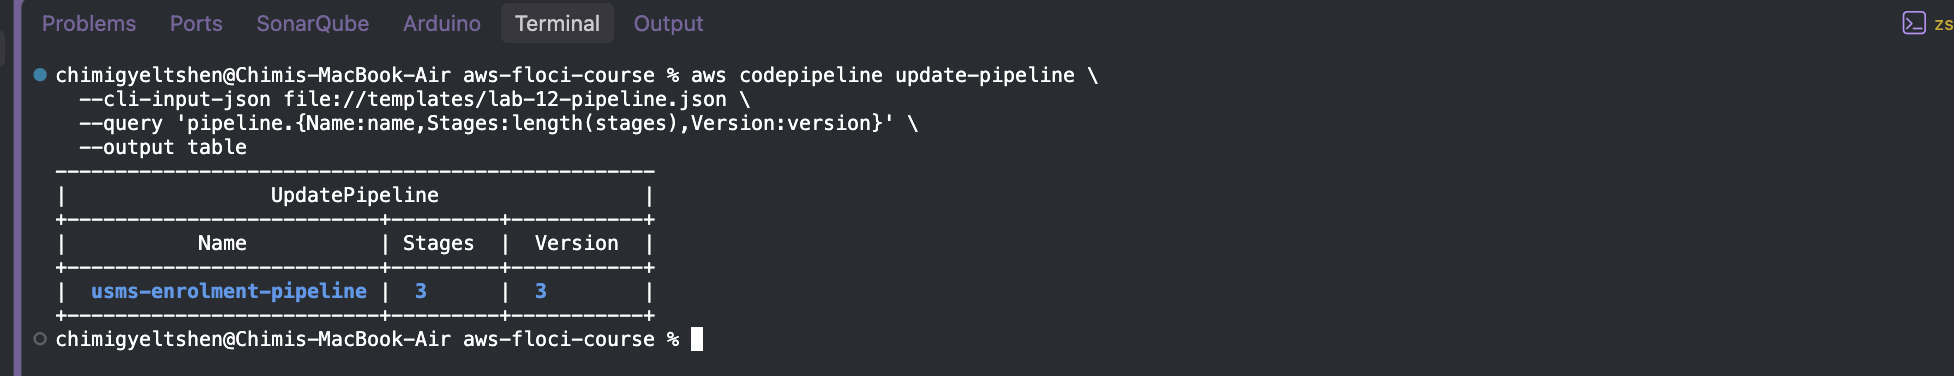 Problems Ports SonarQube Arduino Terminal Output zs
chimigyeltshen@Chimis-MacBook-Air aws-floci-course % aws codepipeline update-pipeline \
--cli-input-json file://templates/lab-12-pipeline.json \
--query 'pipeline.{Name:name,Stages:length(stages),Version:version}' \
--output table
--------------------------------------------------
| UpdatePipeline |
+---------------------------+---------+------------+
| Name | Stages | Version |
+---------------------------+---------+------------+
| usms-enrolment-pipeline | 3 | 3 |
+---------------------------+---------+------------+
chimigyeltshen@Chimis-MacBook-Air aws-floci-course %